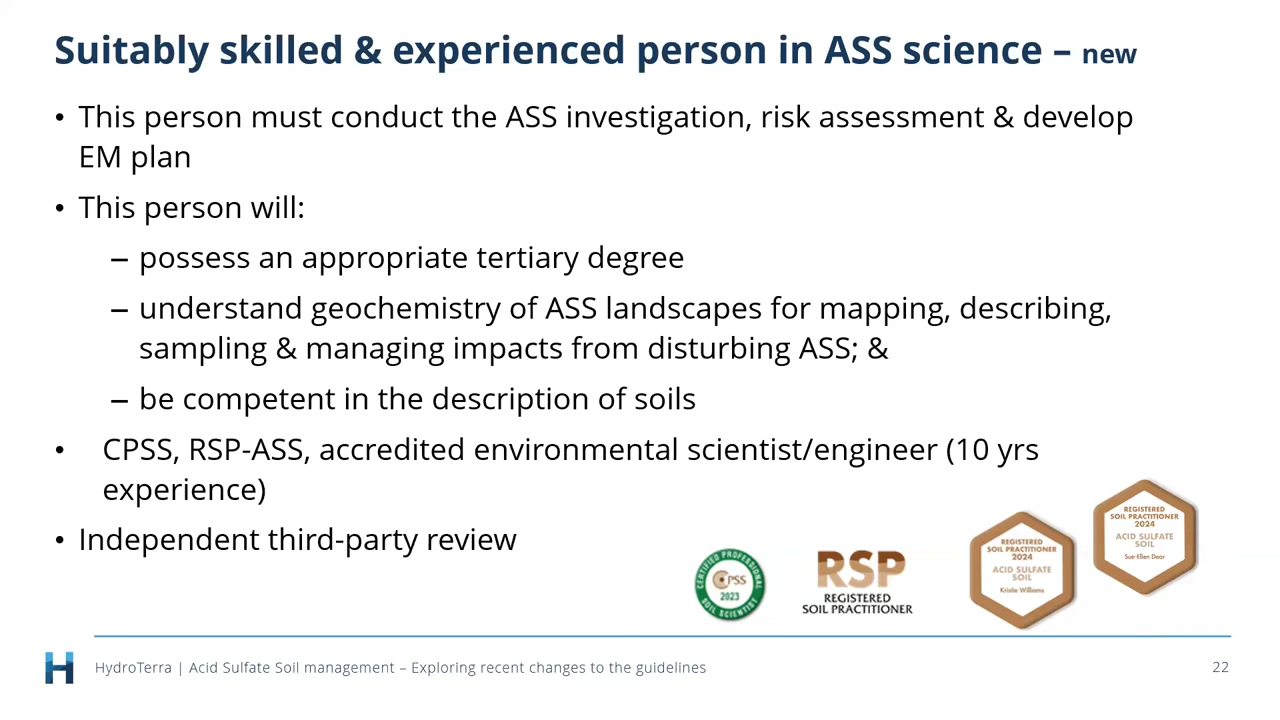 Suitably skilled & experienced person in ASS science – new
• This person must conduct the ASS investigation, risk assessment & develop
EM plan
• This person will:
– possess an appropriate tertiary degree
– understand geochemistry of ASS landscapes for mapping, describing,
sampling & managing impacts from disturbing ASS; &
– be competent in the description of soils
• CPSS, RSP-ASS, accredited environmental scientist/engineer (10 yrs
experience)
• Independent third-party review
CERTIFIED PROFESSIONAL
CPSS
2023
SOIL SCIENTIST
RSP
REGISTERED
SOIL PRACTITIONER
REGISTERED
SOIL PRACTITIONER
2024
ACID SULFATE
SOIL
Kristie Williams
REGISTERED
SOIL PRACTITIONER
2024
ACID SULFATE
SOIL
Sue-Ellen Dear
HydroTerra | Acid Sulfate Soil management – Exploring recent changes to the guidelines
22